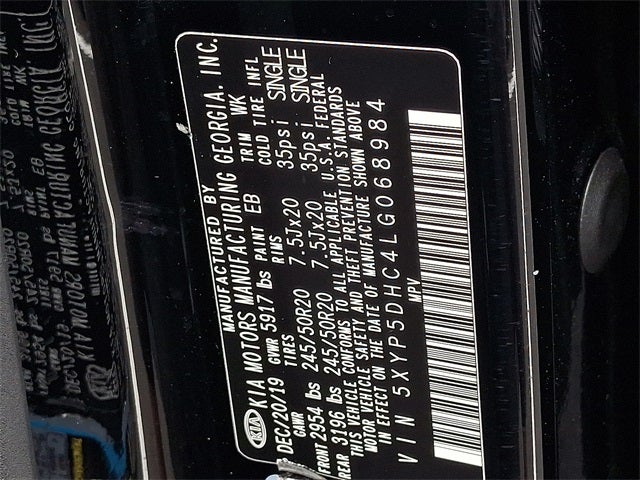 MANUFACTURED BY
KIA KIA MOTORS MANUFACTURING GEORGIA, INC.
DEC/20/19 GVWR 5917 lbs PAINT EB TRIM WK
GAWR TIRES RIMS COLD TIRE INFL
FRONT 2954 lbs 245/50R20 7.5Jx20 35psi SINGLE
REAR 3196 lbs 245/50R20 7.5Jx20 35psi SINGLE
THIS VEHICLE CONFORMS TO ALL APPLICABLE U.S.A. FEDERAL
MOTOR VEHICLE SAFETY AND THEFT PREVENTION STANDARDS
IN EFFECT ON THE DATE OF MANUFACTURE SHOWN ABOVE
VIN 5XYP5DHC4LG068984
MPV